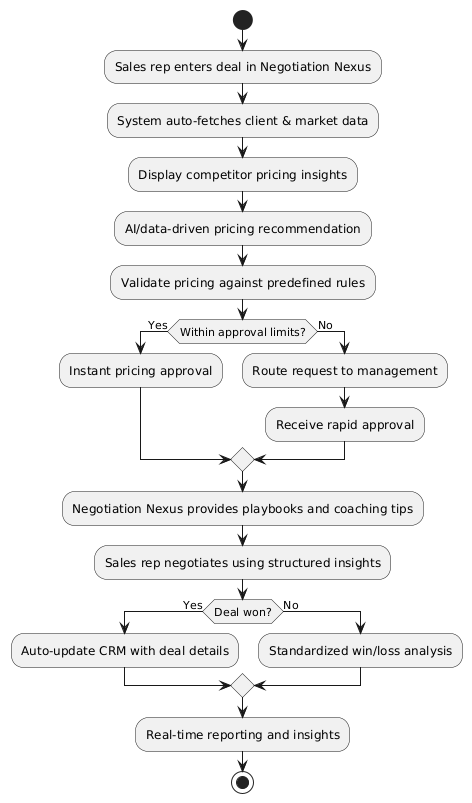 Sales rep enters deal in Negotiation Nexus
System auto-fetches client & market data
Display competitor pricing insights
AI/data-driven pricing recommendation
Validate pricing against predefined rules
Yes
Within approval limits?
No
Instant pricing approval
Route request to management
Receive rapid approval
Negotiation Nexus provides playbooks and coaching tips
Sales rep negotiates using structured insights
Yes
Deal won?
No
Auto-update CRM with deal details
Standardized win/loss analysis
Real-time reporting and insights